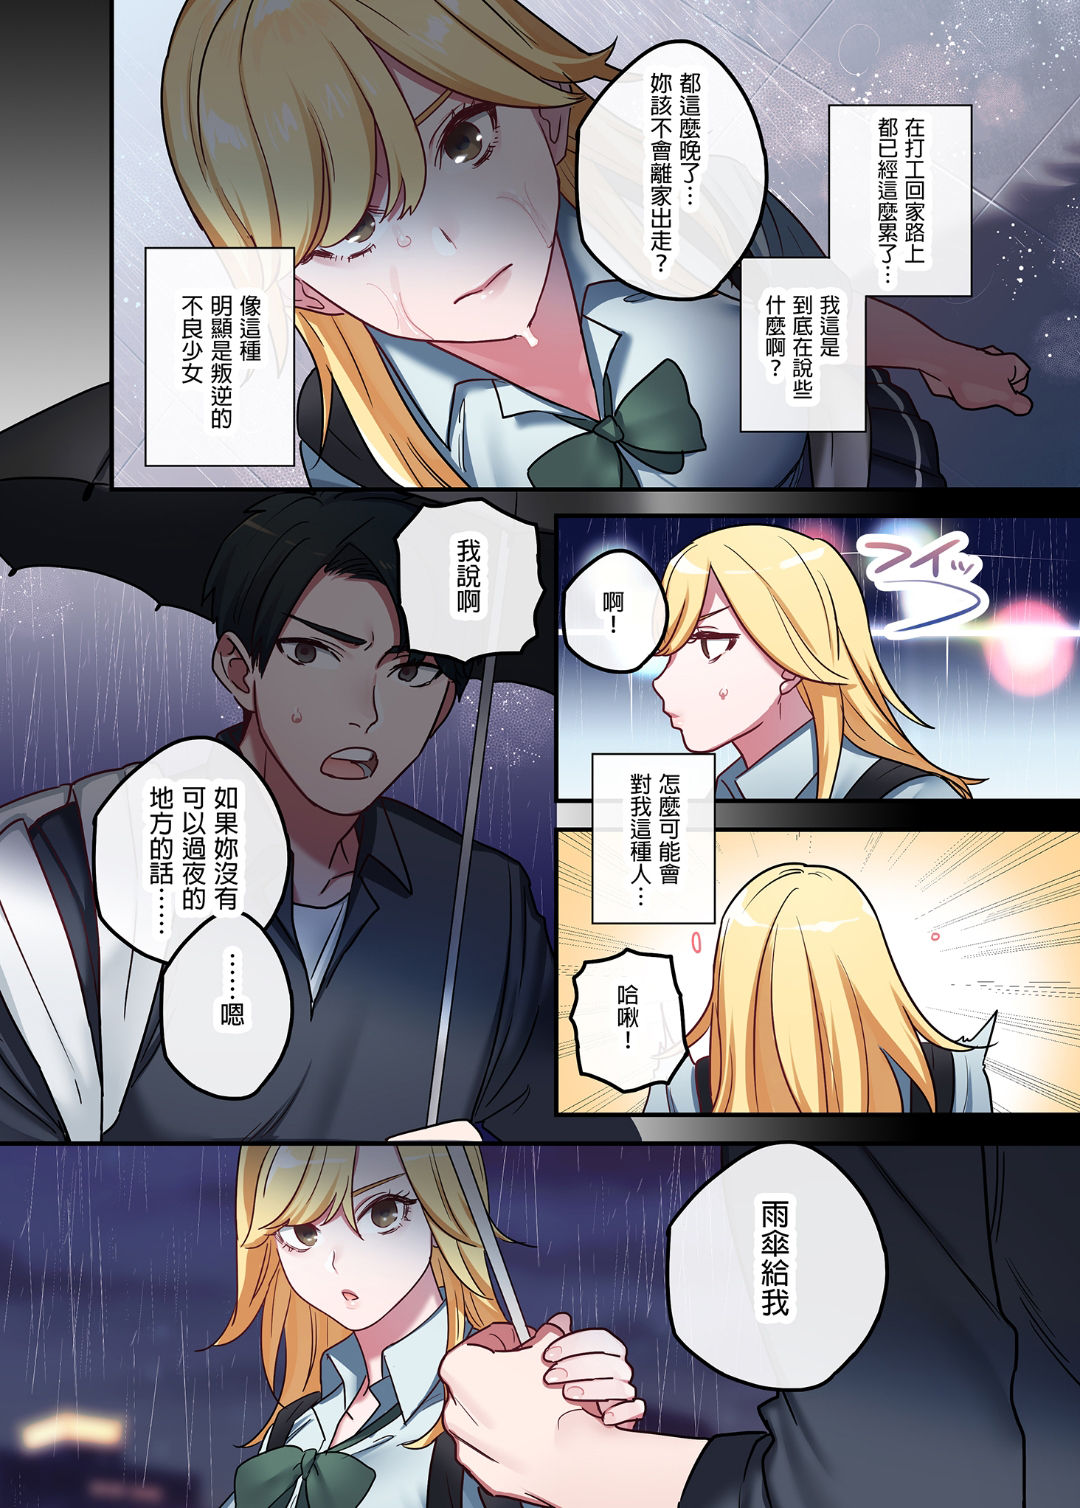 在打工回家路上
都已經這麼累了…
我這是
到底在說些
什麼啊？
都這麼晚了…
妳該不會離家出走？
像這種
明顯是叛逆的
不良少女
フイッ
啊！
怎麼可能會
對我這種人…
哈啾！
我說啊
如果妳沒有
可以過夜的
地方的話……
……嗯
雨傘給我